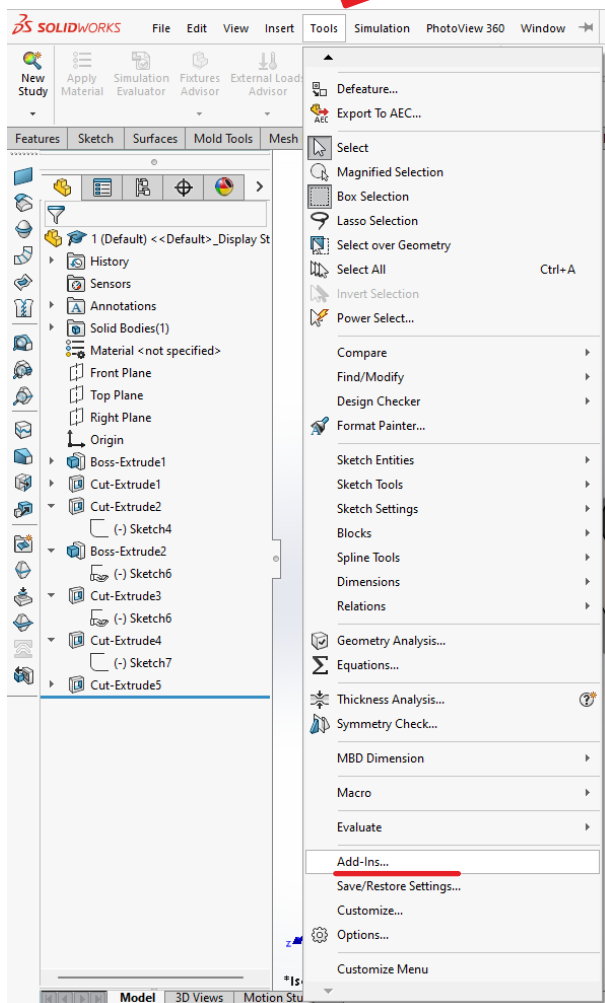 SOLIDWORKS File Edit View Insert Tools Simulation PhotoView 360 Window
New Study
Apply Material
Simulation Evaluator
Fixtures Advisor
External Loads Advisor
Features Sketch Surfaces Mold Tools Mesh
1 (Default) <<Default>_Display St
History
Sensors
Annotations
Solid Bodies(1)
Material <not specified>
Front Plane
Top Plane
Right Plane
Origin
Boss-Extrude1
Cut-Extrude1
Cut-Extrude2
(-) Sketch4
Boss-Extrude2
(-) Sketch6
Cut-Extrude3
(-) Sketch6
Cut-Extrude4
(-) Sketch7
Cut-Extrude5
Defeature...
AEC Export To AEC...
Select
Magnified Selection
Box Selection
Lasso Selection
Select over Geometry
Select All Ctrl+A
Invert Selection
Power Select...
Compare
Find/Modify
Design Checker
Format Painter...
Sketch Entities
Sketch Tools
Sketch Settings
Blocks
Spline Tools
Dimensions
Relations
Geometry Analysis...
Equations...
Thickness Analysis...
Symmetry Check...
MBD Dimension
Macro
Evaluate
Add-Ins...
Save/Restore Settings...
Customize...
Options...
Customize Menu
z
*Is
Model 3D Views Motion Stu